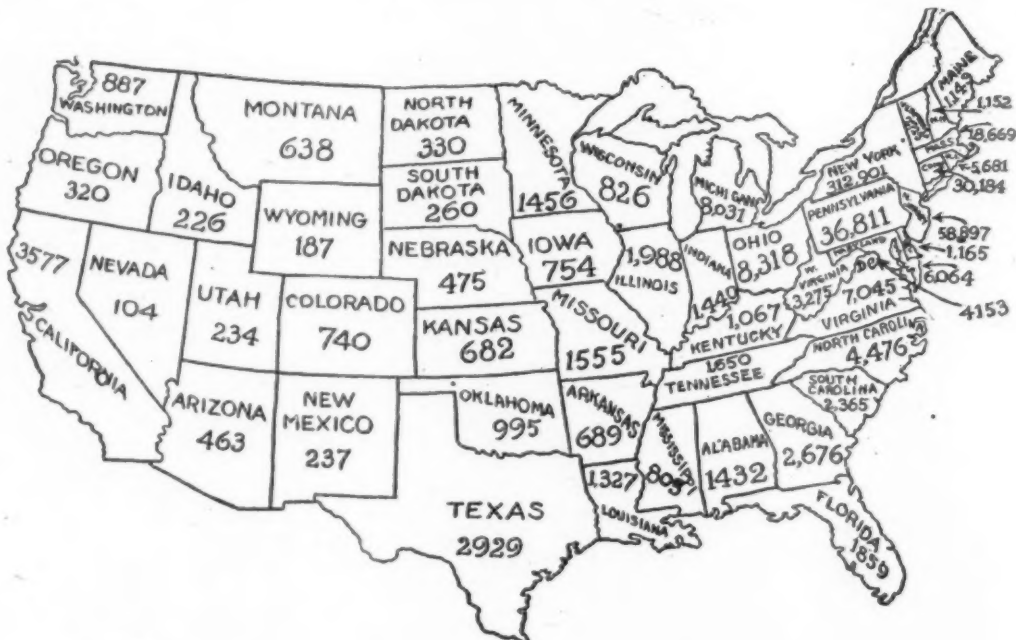 887
WASHINGTON
MONTANA
638
NORTH
DAKOTA
330
MINNESOTA
1456
WISCONSIN
826
MICHIGAN
8,031
MAINE
1,149
1,152
N.H.
MASS.
18,669
5,681
30,184
NEW YORK
312,901
OREGON
320
IDAHO
226
WYOMING
187
SOUTH
DAKOTA
260
NEBRASKA
475
IOWA
754
1,988
ILLINOIS
INDIANA
1449
OHIO
8,318
PENNSYLVANIA
36,811
58,897
MARYLAND
1,165
6,064
D.C.
4153
3577
CALIFORNIA
NEVADA
104
UTAH
234
COLORADO
740
KANSAS
682
MISSOURI
1555
1,067
KENTUCKY
W.
VIRGINIA
3,275
7,045
VIRGINIA
NORTH CAROLINA
4,476
1650
TENNESSEE
SOUTH
CAROLINA
2,365
ARIZONA
463
NEW
MEXICO
237
OKLAHOMA
995
ARKANSAS
689
MISSISSIPPI
805
ALABAMA
1432
GEORGIA
2,676
TEXAS
2929
1,327
LOUISIANA
FLORIDA
1859